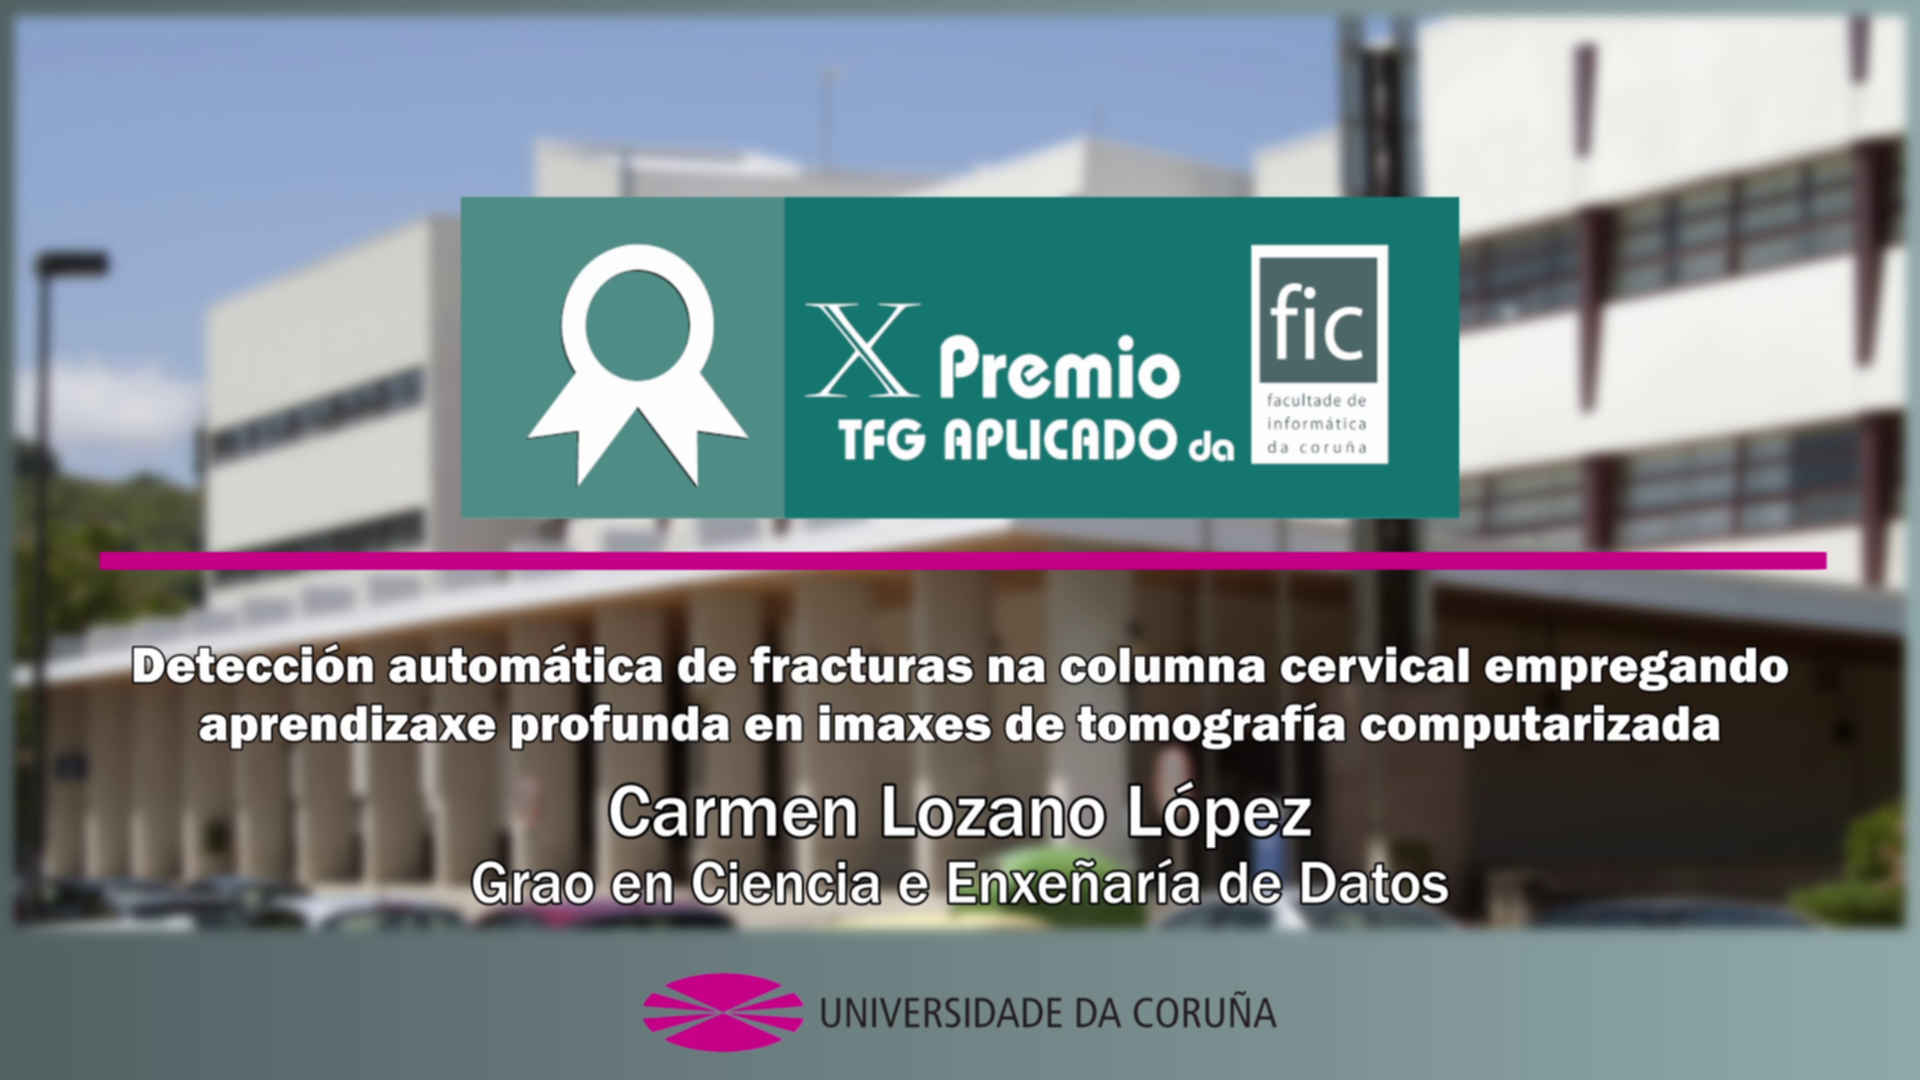 X Premio
TFG APLICADO da
fic
facultade de
informática
da coruña
Detección automática de fracturas na columna cervical empregando
aprendizaxe profunda en imaxes de tomografía computarizada
Carmen Lozano López
Grao en Ciencia e Enxeñaría de Datos
UNIVERSIDADE DA CORUÑA